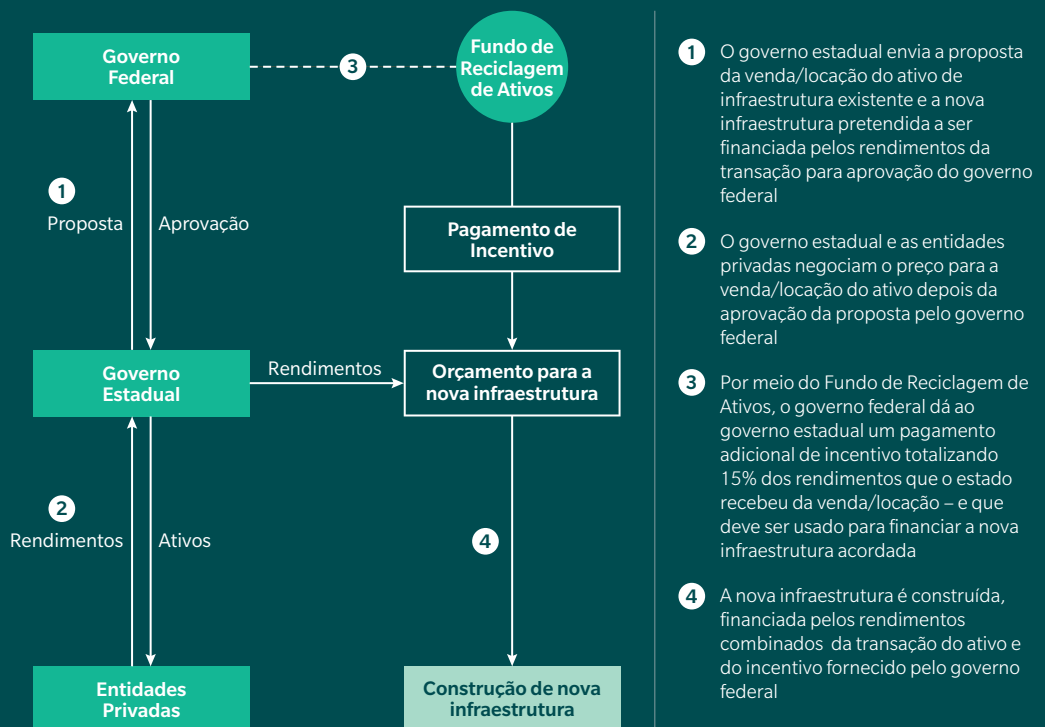 Governo
Federal
3
Fundo de
Reciclagem
de Ativos
1
Proposta
Aprovação
Pagamento de
Incentivo
Governo
Estadual
Rendimentos
Orçamento para a
nova infraestrutura
2
Rendimentos
Ativos
4
Entidades
Privadas
Construção de nova
infraestrutura
1
O governo estadual envia a proposta
da venda/locação do ativo de
infraestrutura existente e a nova
infraestrutura pretendida a ser
financiada pelos rendimentos da
transação para aprovação do governo
federal
2
O governo estadual e as entidades
privadas negociam o preço para a
venda/locação do ativo depois da
aprovação da proposta pelo governo
federal
3
Por meio do Fundo de Reciclagem de
Ativos, o governo federal dá ao
governo estadual um pagamento
adicional de incentivo totalizando
15% dos rendimentos que o estado
recebeu da venda/locação – e que
deve ser usado para financiar a nova
infraestrutura acordada
4
A nova infraestrutura é construída,
financiada pelos rendimentos
combinados da transação do ativo e
do incentivo fornecido pelo governo
federal